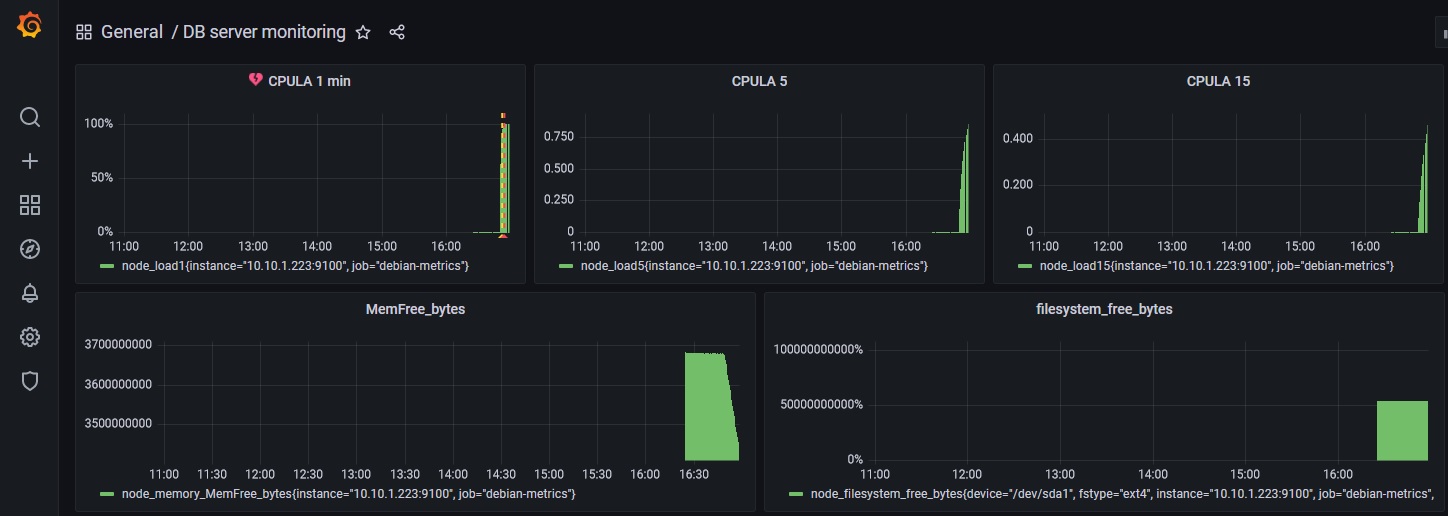 General / DB server monitoring
CPULA 1 min
100%
50%
0%
11:00 12:00 13:00 14:00 15:00 16:00
node_load1{instance="10.10.1.223:9100", job="debian-metrics"}
CPULA 5
0.750
0.500
0.250
0
11:00 12:00 13:00 14:00 15:00 16:00
node_load5{instance="10.10.1.223:9100", job="debian-metrics"}
CPULA 15
0.400
0.200
0
11:00 12:00 13:00 14:00 15:00 16:00
node_load15{instance="10.10.1.223:9100", job="debian-metrics"}
MemFree_bytes
3700000000
3600000000
3500000000
11:00 11:30 12:00 12:30 13:00 13:30 14:00 14:30 15:00 15:30 16:00 16:30
node_memory_MemFree_bytes{instance="10.10.1.223:9100", job="debian-metrics"}
filesystem_free_bytes
100000000000%
50000000000%
0%
11:00 12:00 13:00 14:00 15:00 16:00
node_filesystem_free_bytes{device="/dev/sda1", fstype="ext4", instance="10.10.1.223:9100", job="debian-metrics",